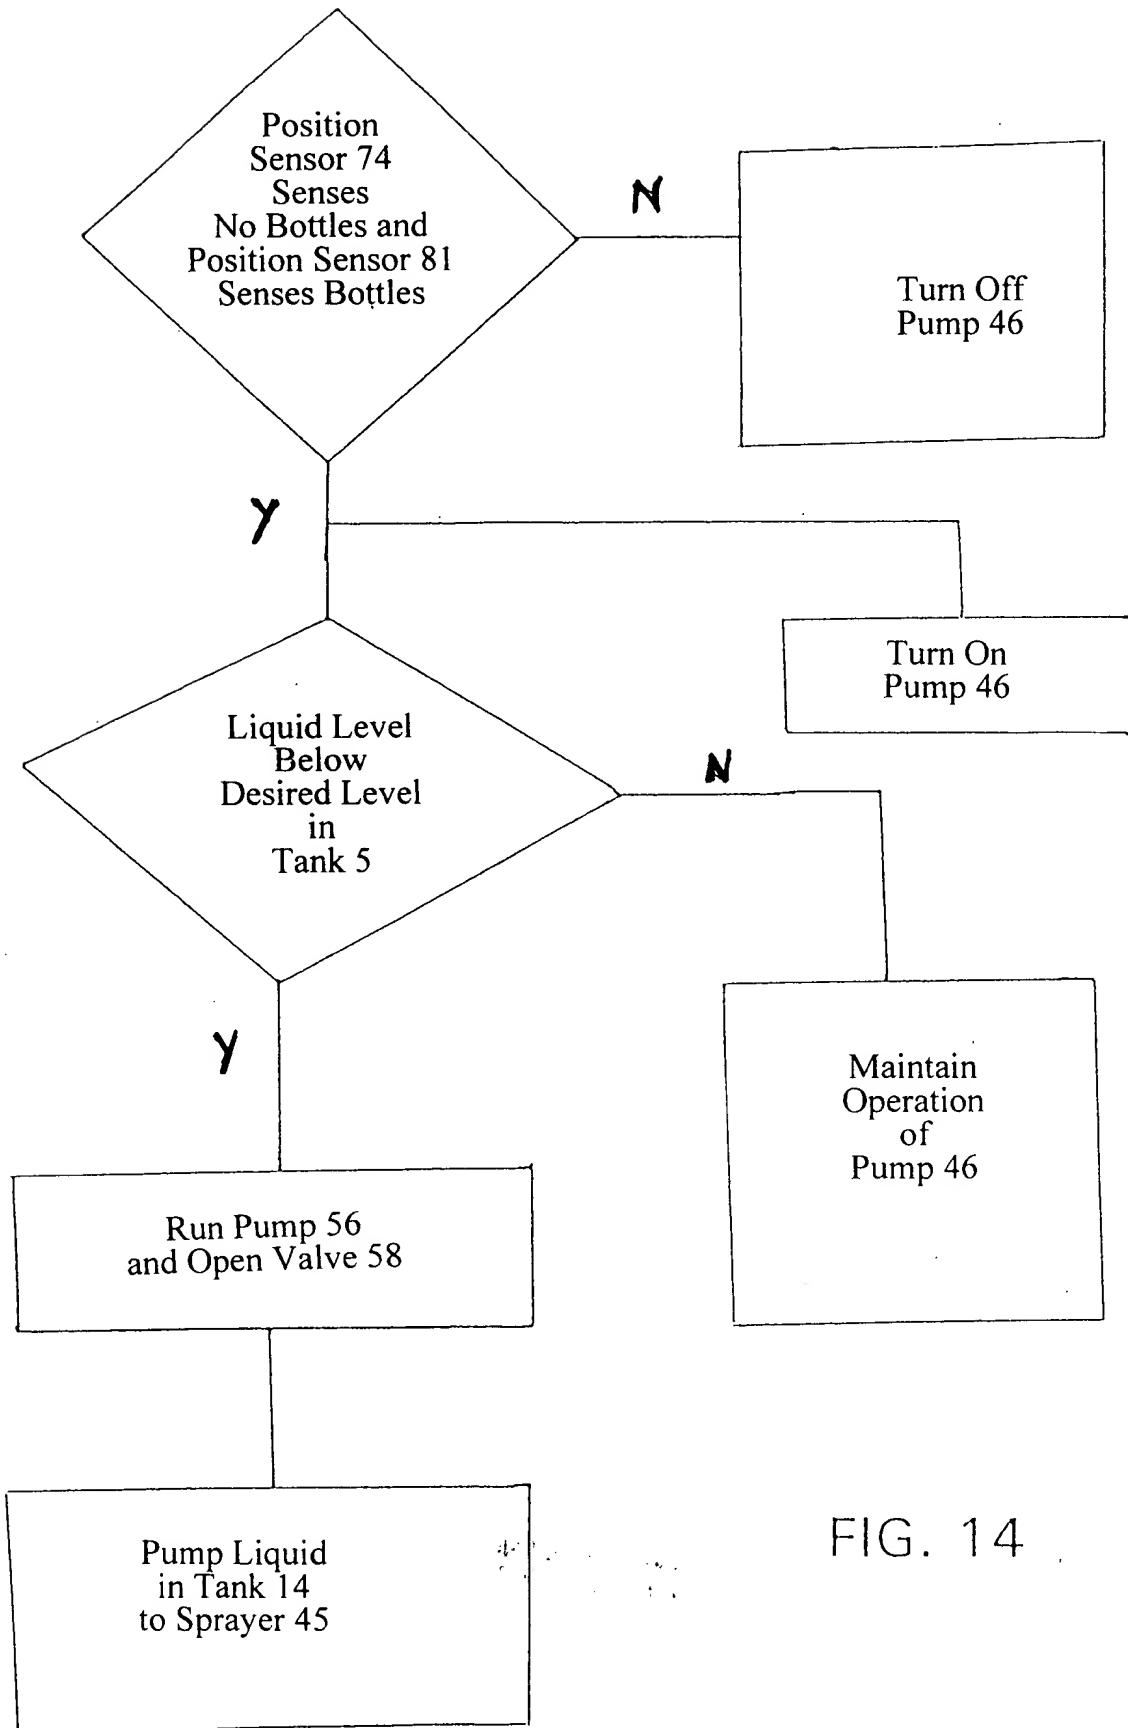 Position
Sensor 74
Senses
No Bottles and
Position Sensor 81
Senses Bottles
N
Turn Off
Pump 46
Y
Turn On
Pump 46
Liquid Level
Below
Desired Level
in
Tank 5
N
Y
Maintain
Operation
of
Pump 46
Run Pump 56
and Open Valve 58
Pump Liquid
in Tank 14
to Sprayer 45
FIG. 14